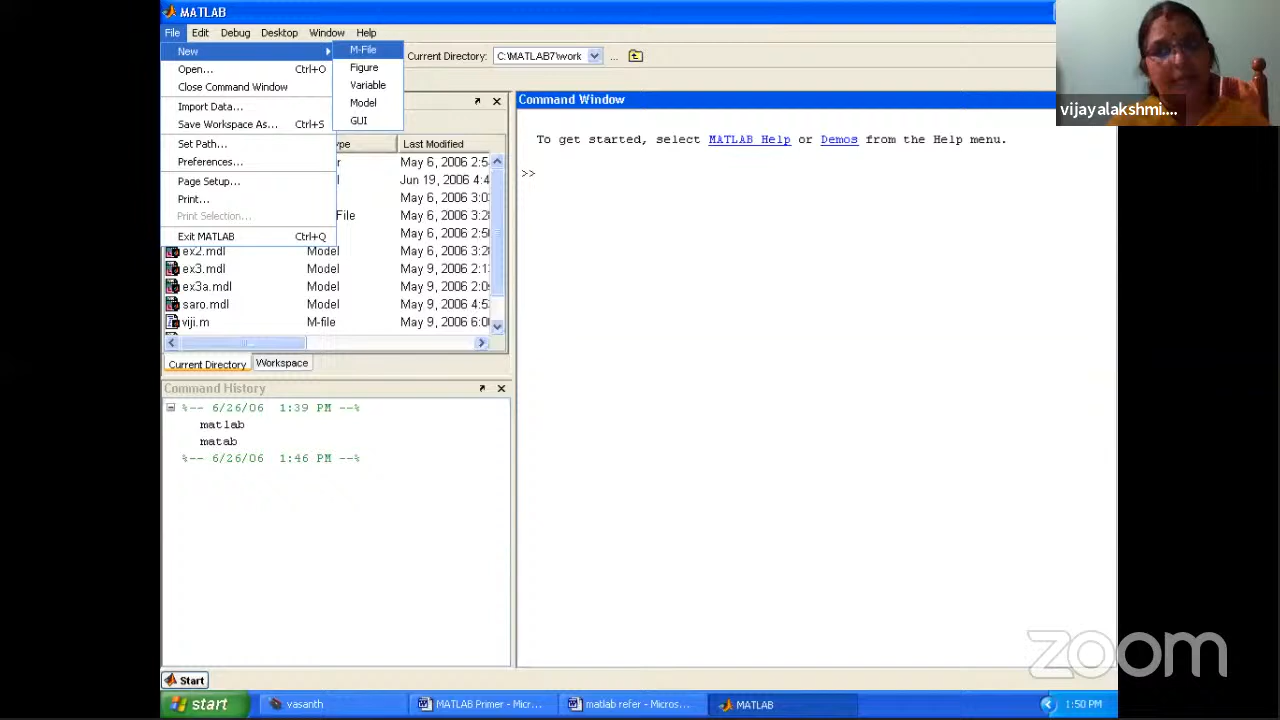 MATLAB
File Edit Debug Desktop Window Help
New
Open... Ctrl+O
Close Command Window
Import Data...
Save Workspace As... Ctrl+S
Set Path...
Preferences...
Page Setup...
Print...
Print Selection...
Exit MATLAB Ctrl+Q
M-File
Figure
Variable
Model
GUI
Current Directory: C:\MATLAB7\work ...
Last Modified
May 6, 2006 2:5
Jun 19, 2006 4:4
May 6, 2006 3:0
File May 6, 2006 3:2
May 6, 2006 2:5
ex2.mdl Model May 6, 2006 3:2
ex3.mdl Model May 9, 2006 2:1
ex3a.mdl Model May 9, 2006 2:0
saro.mdl Model May 9, 2006 4:5
viji.m M-file May 9, 2006 6:0
Current Directory Workspace
Command History
%-- 6/26/06 1:39 PM --%
matlab
matab
%-- 6/26/06 1:46 PM --%
Command Window
To get started, select MATLAB Help or Demos from the Help menu.
>>
vijayalakshmi....
zoom
Start
start vasanth MATLAB Primer - Micr... matlab refer - Micros... MATLAB 1:50 PM